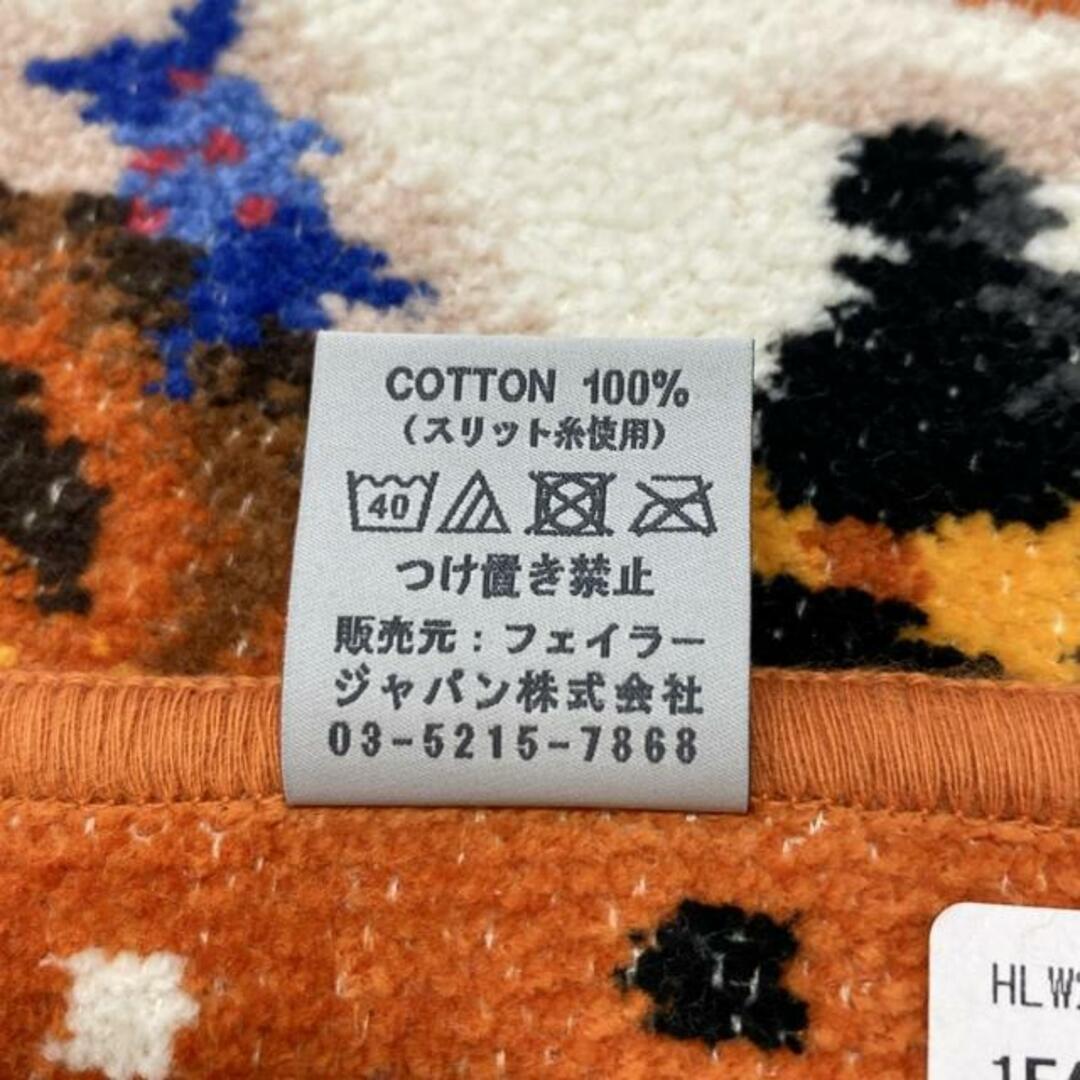 COTTON 100%
(スリット糸使用)
40
つけ置き禁止
販売元：フェイラー
ジャパン株式会社
03-5215-7868